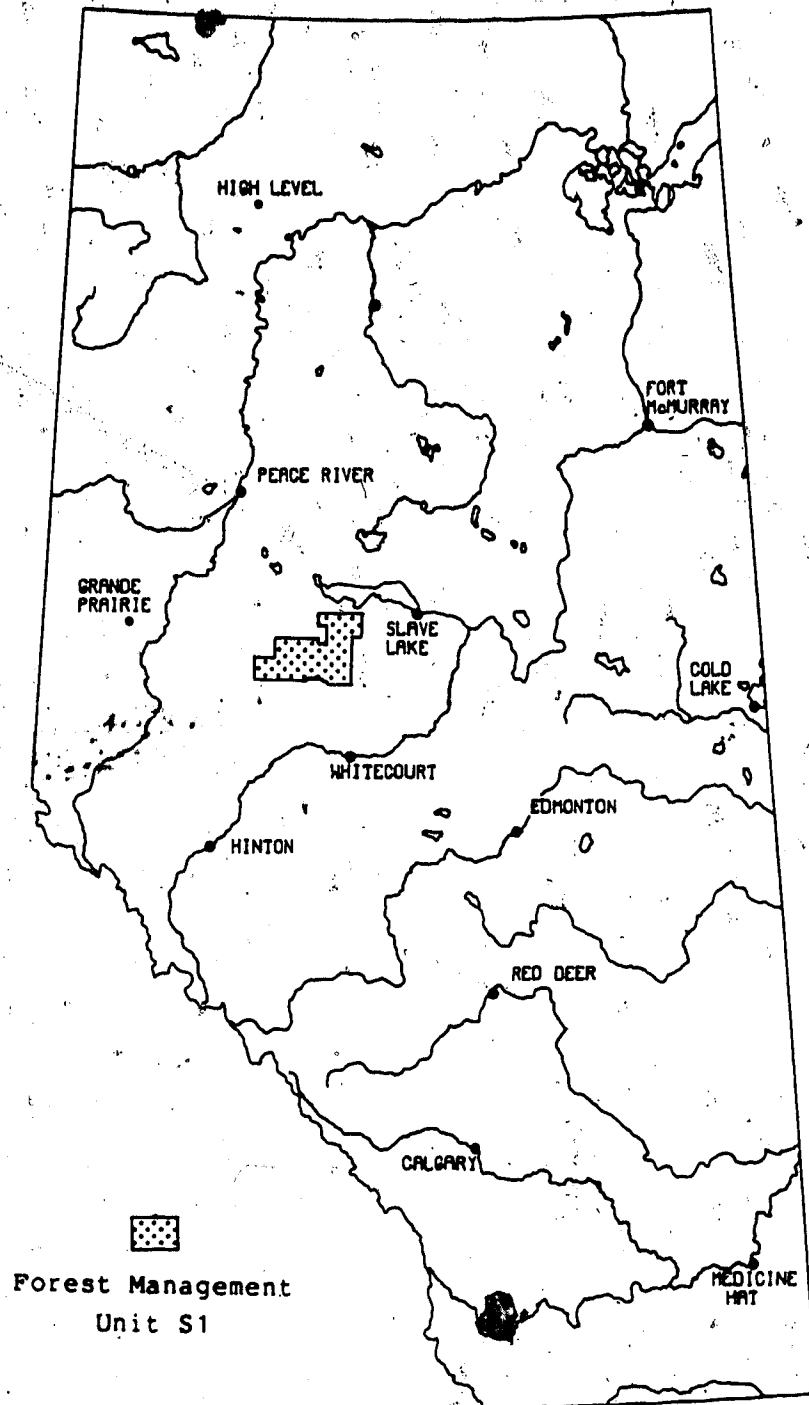 HIGH LEVEL
FORT
McMURRAY
PEACE RIVER
GRANDE
PRAIRIE
SLAVE
LAKE
COLD
LAKE
WHITECOURT
EDMONTON
HINTON
RED DEER
CALGARY
MEDICINE
HAT
Forest Management
Unit S1